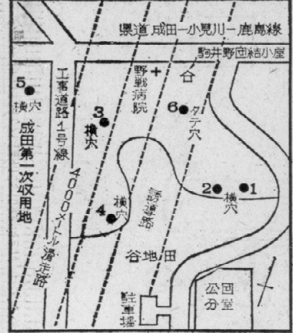 県道 成田―小見川―鹿島線
駒井野団結小屋
5
横穴
成田第一次収用地
工事道路1号線
4000メートル滑走路
3
横穴
野戦病院
6
タテ穴
4
横穴
誘導路
2
1
横穴
谷地田
駐車場
公団
分室